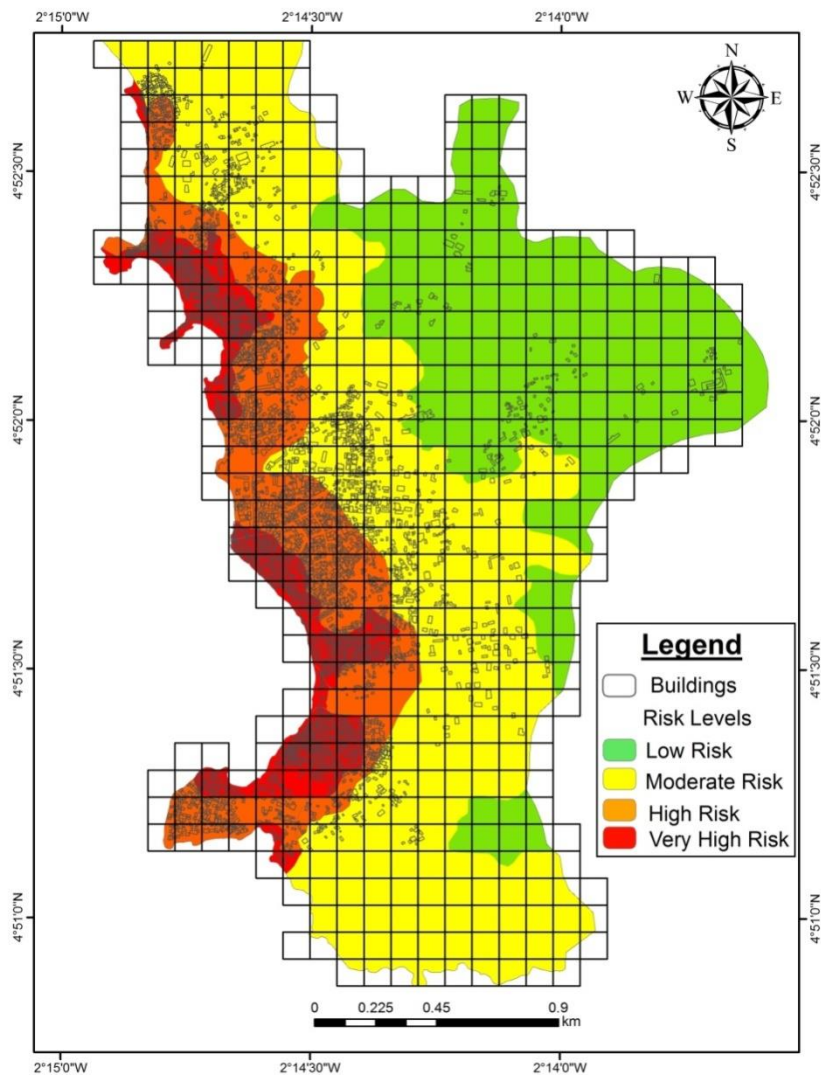 2°15'0"W 2°14'30"W 2°14'0"W
N
W E
S
4°52'30"N 4°52'30"N
4°52'0"N 4°52'0"N
4°51'30"N 4°51'30"N
4°51'0"N 4°51'0"N
Legend
Buildings
Risk Levels
Low Risk
Moderate Risk
High Risk
Very High Risk
0 0.225 0.45 0.9
km
2°15'0"W 2°14'30"W 2°14'0"W